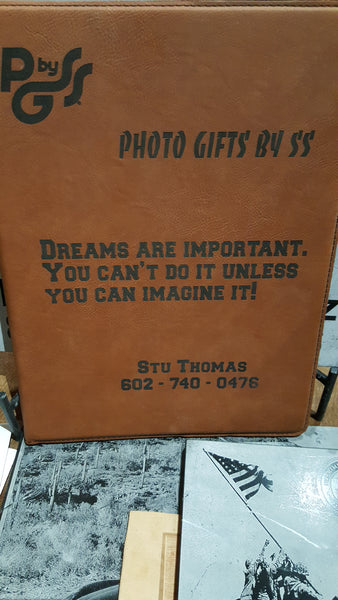 P by SS
G
PHOTO GIFTS BY SS
DREAMS ARE IMPORTANT.
YOU CAN'T DO IT UNLESS
YOU CAN IMAGINE IT!
STU THOMAS
602 - 740 - 0476